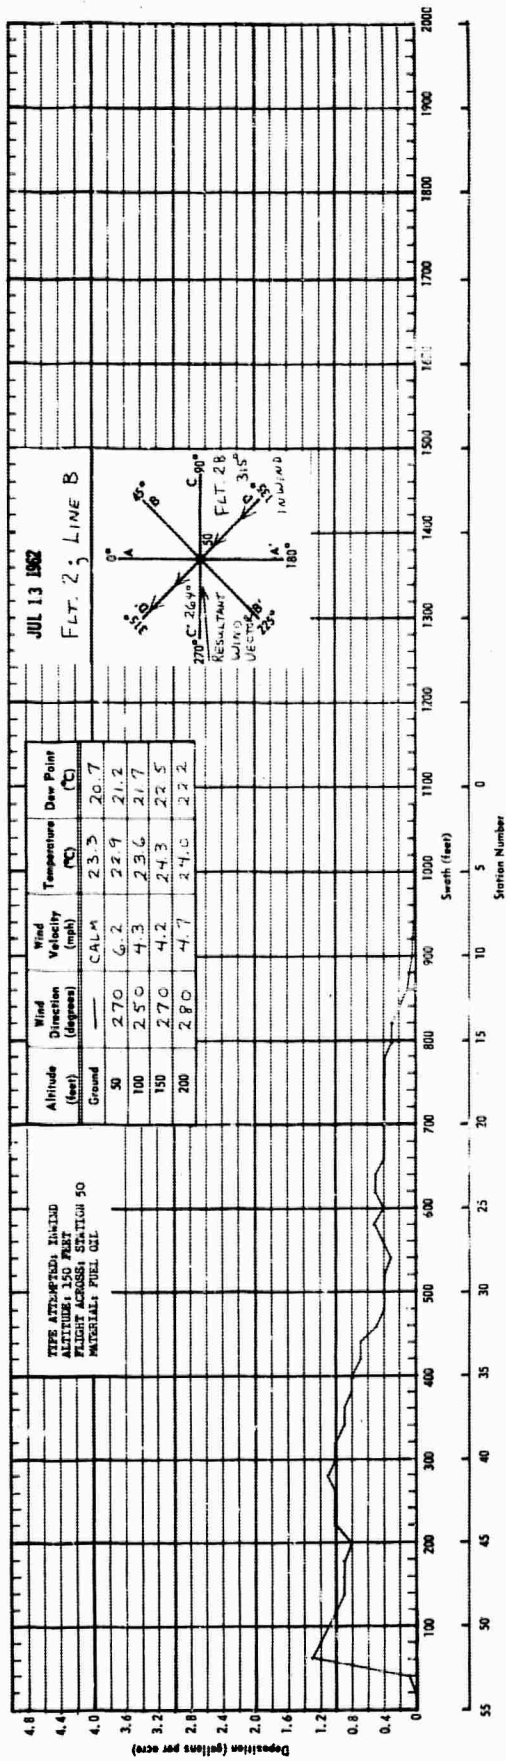 TYPE ATTEMPTED: INWIND
ALTITUDE: 150 FEET
FLIGHT ACROSS: STATION 50
MATERIAL: FUEL OIL
Altitude (feet) Wind Direction (degrees) Wind Velocity (mph) Temperature (°C) Dew Point (°C)
Ground — CALM 23.3 20.7
50 270 6.2 22.9 21.2
100 250 4.3 23.6 21.7
150 270 4.2 24.3 22.5
200 280 4.7 24.0 22.2
JUL 13 1962
FLT. 2; LINE B
0°
A
45°
B
C 90°
FLT. 2B
315°
INWIND
50
A'
180°
B'
225°
270° C' 264°
RESULTANT
WIND
VECTOR
Deposition (gallons per acre)
4.8
4.4
4.0
3.6
3.2
2.8
2.4
2.0
1.6
1.2
0.8
0.4
0
100 200 300 400 500 600 700 800 900 1000 1100 1200 1300 1400 1500 1600 1700 1800 1900 2000
Swath (feet)
55 50 45 40 35 30 25 20 15 10 5 0
Station Number